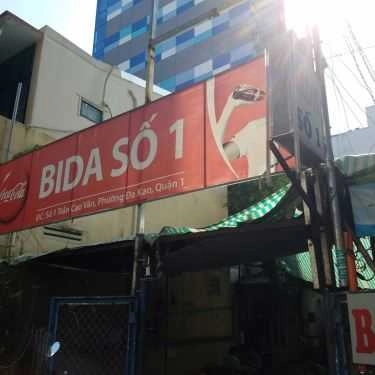 Coca-Cola
BIDA SỐ 1
ĐC: Số 1 Trần Cao Vân, Phường Đa Kao, Quận 1
SỐ 1
B